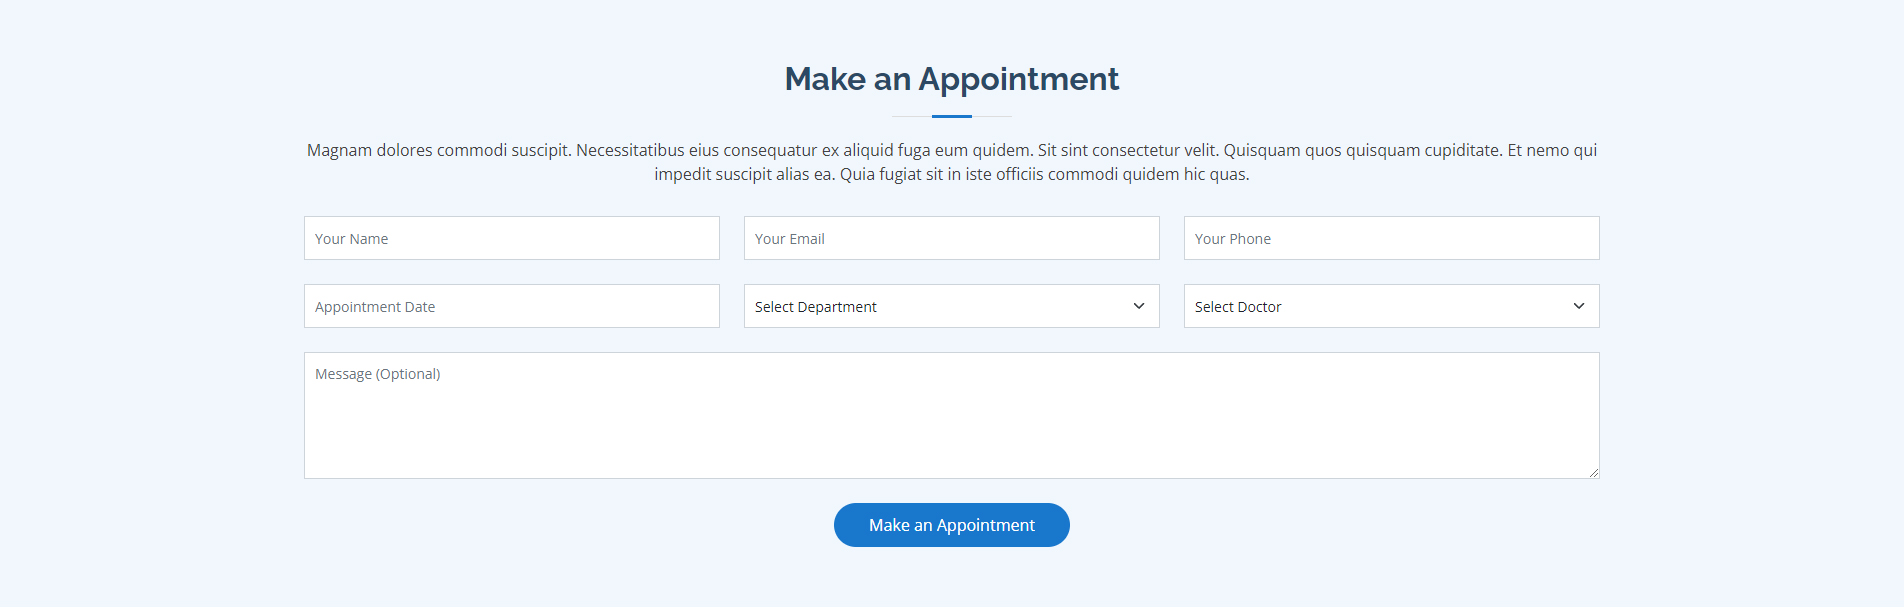 Make an Appointment
Magnam dolores commodi suscipit. Necessitatibus eius consequatur ex aliquid fuga eum quidem. Sit sint consectetur velit. Quisquam quos quisquam cupiditate. Et nemo qui
impedit suscipit alias ea. Quia fugiat sit in iste officiis commodi quidem hic quas.
Your Name
Your Email
Your Phone
Appointment Date
Select Department
Select Doctor
Message (Optional)
Make an Appointment